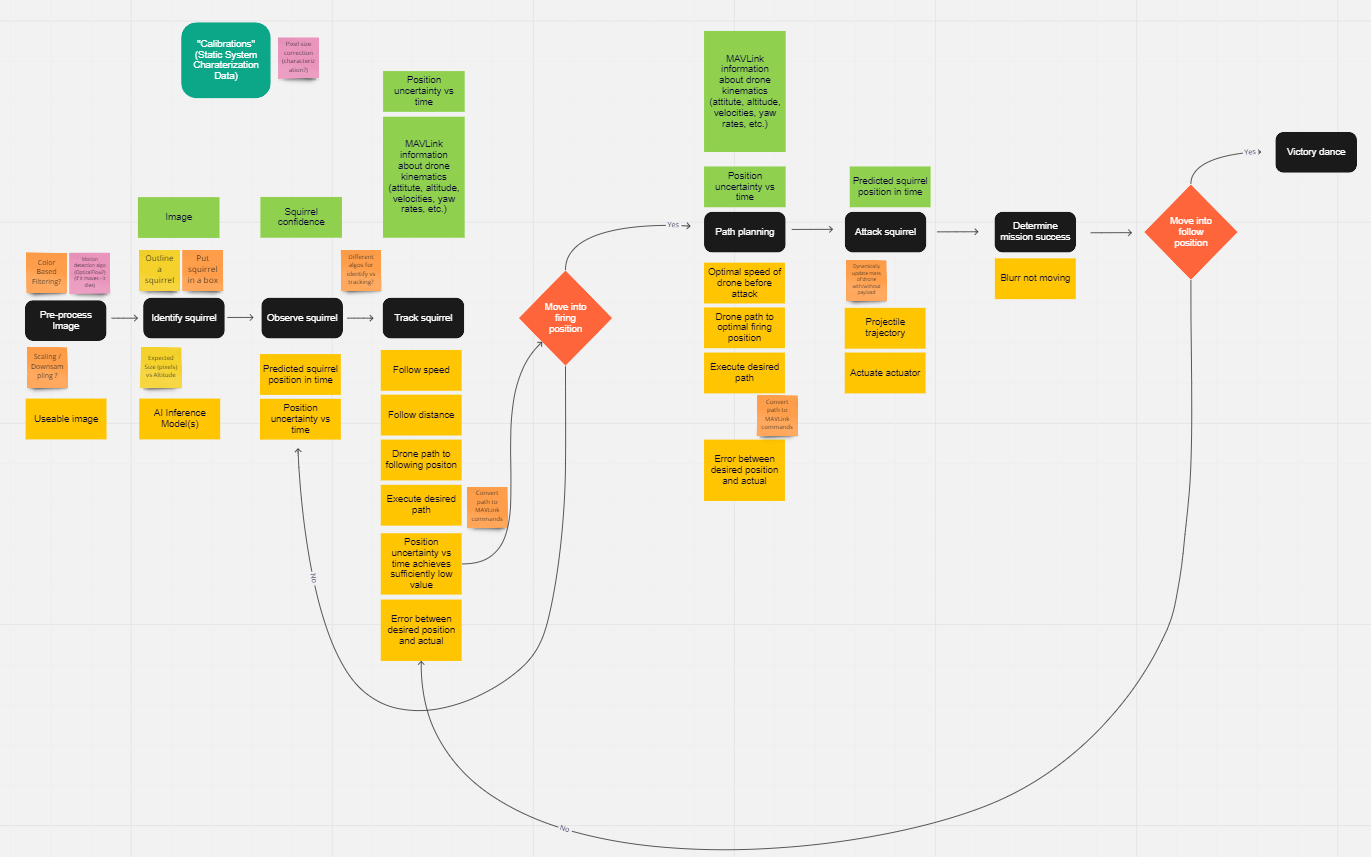 "Calibrations"
(Static System
Charaterization
Data)
Pixel size
correction
(characteriz
ation?)
Position
uncertainty vs
time
MAVLink
information
about drone
kinematics
(attitute, altitude,
velocities, yaw
rates, etc.)
Image
Squirrel
confidence
Color
Based
Filtering?
Motion
detection algo
(OpticalFlow?)
(if it moves - it
dies)
Outline
a
squirrel
Put
squirrel
in a box
Different
algos for
identify vs
tracking?
Pre-process
Image
Identify squirrel
Observe squirrel
Track squirrel
Scaling /
Downsam
pling ?
Expected
Size (pixels)
vs Altitude
Useable image
AI Inference
Model(s)
Predicted squirrel
position in time
Position
uncertainty vs
time
Follow speed
Follow distance
Drone path to
following positon
Execute desired
path
Convert
path to
MAVLink
commands
Position
uncertainty vs
time achieves
sufficiently low
value
Error between
desired position
and actual
Move into
firing
position
No
Yes
MAVLink
information
about drone
kinematics
(attitute, altitude,
velocities, yaw
rates, etc.)
Position
uncertainty vs
time
Path planning
Optimal speed of
drone before
attack
Drone path to
optimal firing
position
Execute desired
path
Convert
path to
MAVLink
commands
Error between
desired position
and actual
Predicted squirrel
position in time
Attack squirrel
Dynamically
update mass
of drone
with/without
payload
Projectile
trajectory
Actuate actuator
Determine
mission success
Blurr not moving
Move into
follow
position
Yes
Victory dance
No